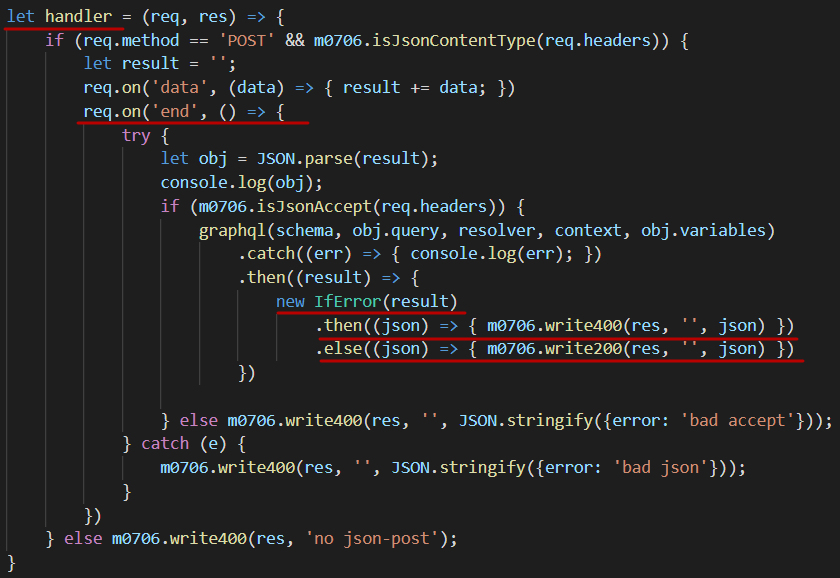 let handler = (req, res) => {
    if (req.method == 'POST' && m0706.isJsonContentType(req.headers)) {
        let result = '';
        req.on('data', (data) => { result += data; })
        req.on('end', () => {
            try {
                let obj = JSON.parse(result);
                console.log(obj);
                if (m0706.isJsonAccept(req.headers)) {
                    graphql(schema, obj.query, resolver, context, obj.variables)
                        .catch((err) => { console.log(err); })
                        .then((result) => {
                            new IfError(result)
                                .then((json) => { m0706.write400(res, '', json) })
                                .else((json) => { m0706.write200(res, '', json) })
                        })
                } else m0706.write400(res, '', JSON.stringify({error: 'bad accept'}));
            } catch (e) {
                m0706.write400(res, '', JSON.stringify({error: 'bad json'}));
            }
        })
    } else m0706.write400(res, 'no json-post');
}